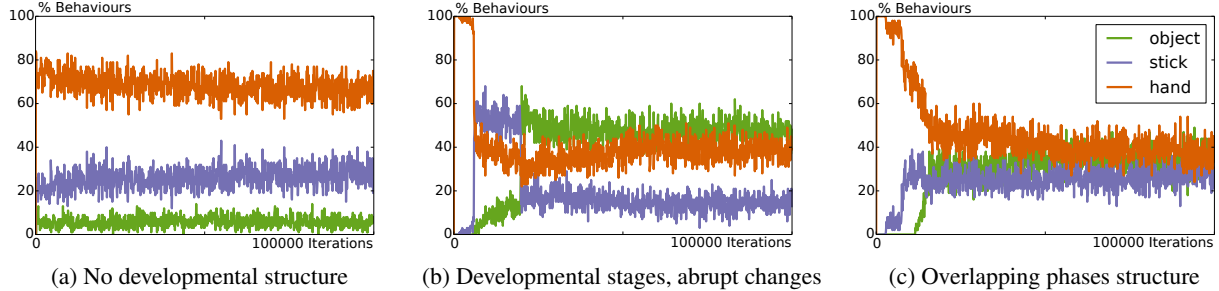 % Behaviours
100
80
60
40
20
0
0
100000 Iterations
(a) No developmental structure
% Behaviours
100
80
60
40
20
0
0
100000 Iterations
(b) Developmental stages, abrupt changes
% Behaviours
100
80
60
40
20
0
0
100000 Iterations
object
stick
hand
(c) Overlapping phases structure